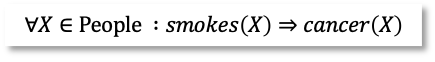 ∀X ∈ People : smokes(X) ⇒ cancer(X)